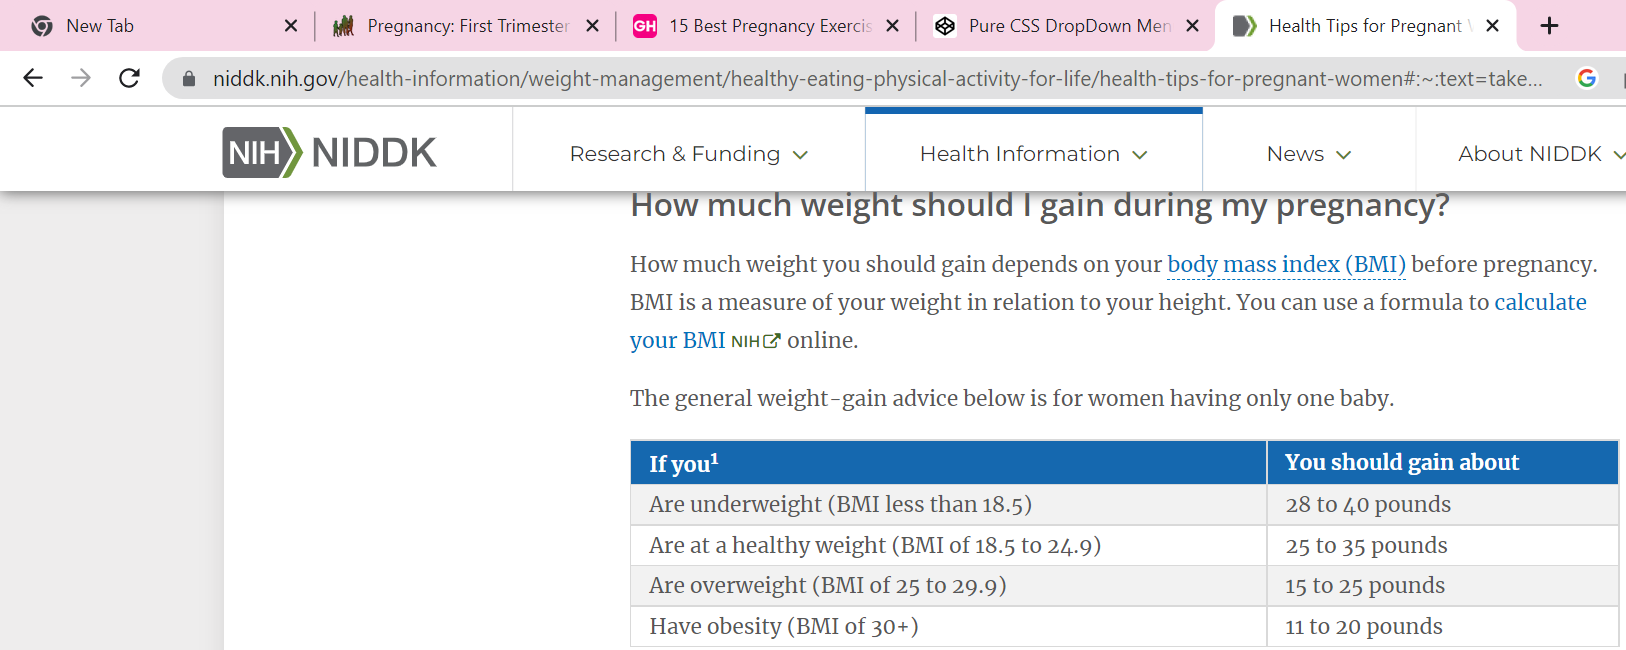 New Tab
Pregnancy: First Trimester
GH 15 Best Pregnancy Exercis
Pure CSS DropDown Men
Health Tips for Pregnant
niddk.nih.gov/health-information/weight-management/healthy-eating-physical-activity-for-life/health-tips-for-pregnant-women#:~:text=take...
NIH NIDDK
Research & Funding
Health Information
News
About NIDDK
How much weight should I gain during my pregnancy?
How much weight you should gain depends on your body mass index (BMI) before pregnancy.
BMI is a measure of your weight in relation to your height. You can use a formula to calculate
your BMI NIH online.
The general weight-gain advice below is for women having only one baby.
If you¹ You should gain about
Are underweight (BMI less than 18.5) 28 to 40 pounds
Are at a healthy weight (BMI of 18.5 to 24.9) 25 to 35 pounds
Are overweight (BMI of 25 to 29.9) 15 to 25 pounds
Have obesity (BMI of 30+) 11 to 20 pounds